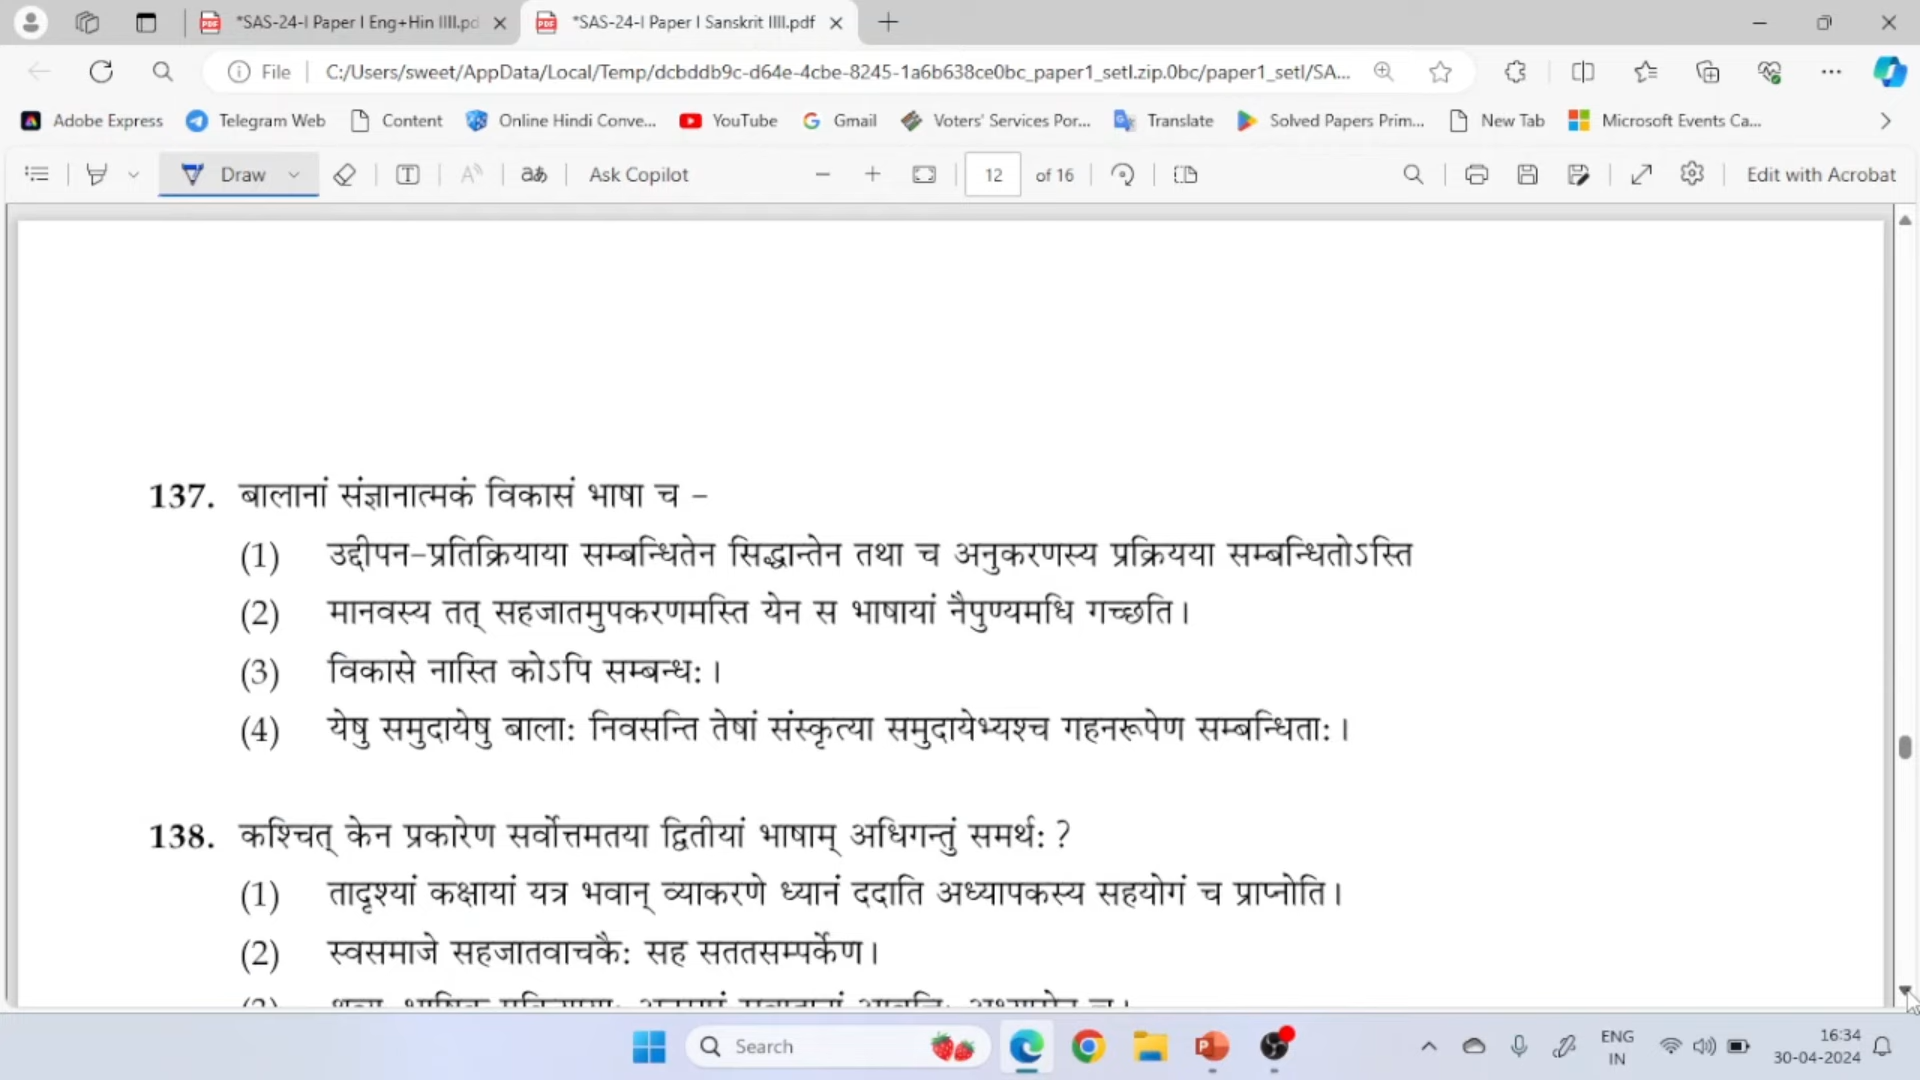 *SAS-24-I Paper I Eng+Hin IIII.pd
*SAS-24-I Paper I Sanskrit IIII.pdf
File
C:/Users/sweet/AppData/Local/Temp/dcbddb9c-d64e-4cbe-8245-1a6b638ce0bc_paper1_setI.zip.0bc/paper1_setI/SA...
Adobe Express
Telegram Web
Content
Online Hindi Conve...
YouTube
Gmail
Voters' Services Por...
Translate
Solved Papers Prim...
New Tab
Microsoft Events Ca...
Draw
Ask Copilot
12 of 16
Edit with Acrobat
137. बालानां संज्ञानात्मकं विकासं भाषा च –
(1) उद्दीपन-प्रतिक्रियाया सम्बन्धितेन सिद्धान्तेन तथा च अनुकरणस्य प्रक्रियया सम्बन्धितोऽस्ति
(2) मानवस्य तत् सहजातमुपकरणमस्ति येन स भाषायां नैपुण्यमधि गच्छति।
(3) विकासे नास्ति कोऽपि सम्बन्धः।
(4) येषु समुदायेषु बालाः निवसन्ति तेषां संस्कृत्या समुदायेभ्यश्च गहनरूपेण सम्बन्धिताः।
138. कश्चित् केन प्रकारेण सर्वोत्तमतया द्वितीयां भाषाम् अधिगन्तुं समर्थः ?
(1) तादृश्यां कक्षायां यत्र भवान् व्याकरणे ध्यानं ददाति अध्यापकस्य सहयोगं च प्राप्नोति।
(2) स्वसमाजे सहजातवाचकैः सह सततसम्पर्केण।
Search
ENG
IN
16:34
30-04-2024